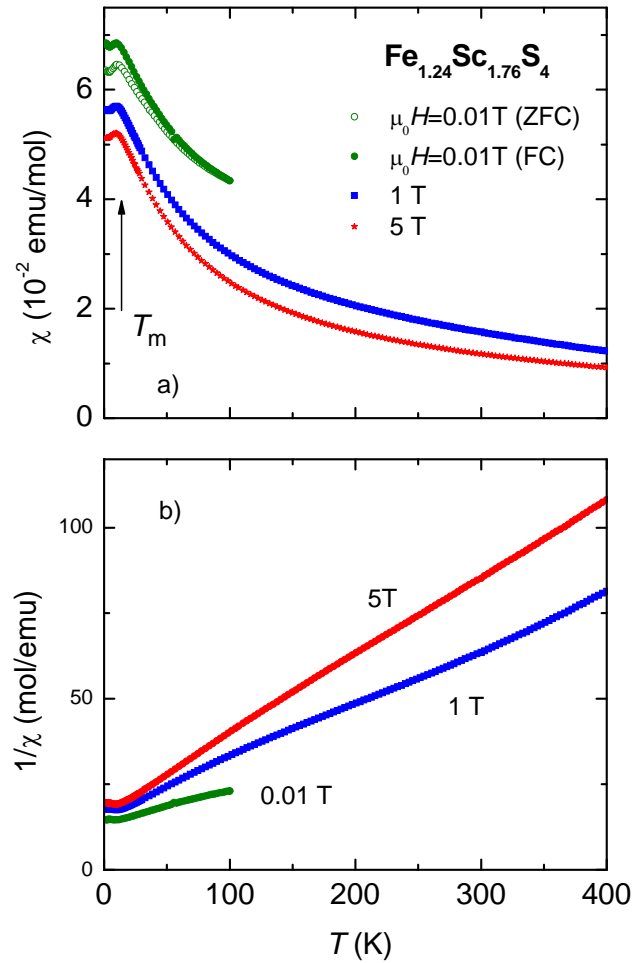 Fe1.24Sc1.76S4
μ0H=0.01T (ZFC)
μ0H=0.01T (FC)
1 T
5 T
Tm
a)
χ (10-2 emu/mol)
6
4
2
0
b)
1/χ (mol/emu)
100
50
0
5T
1 T
0.01 T
0 100 200 300 400
T (K)